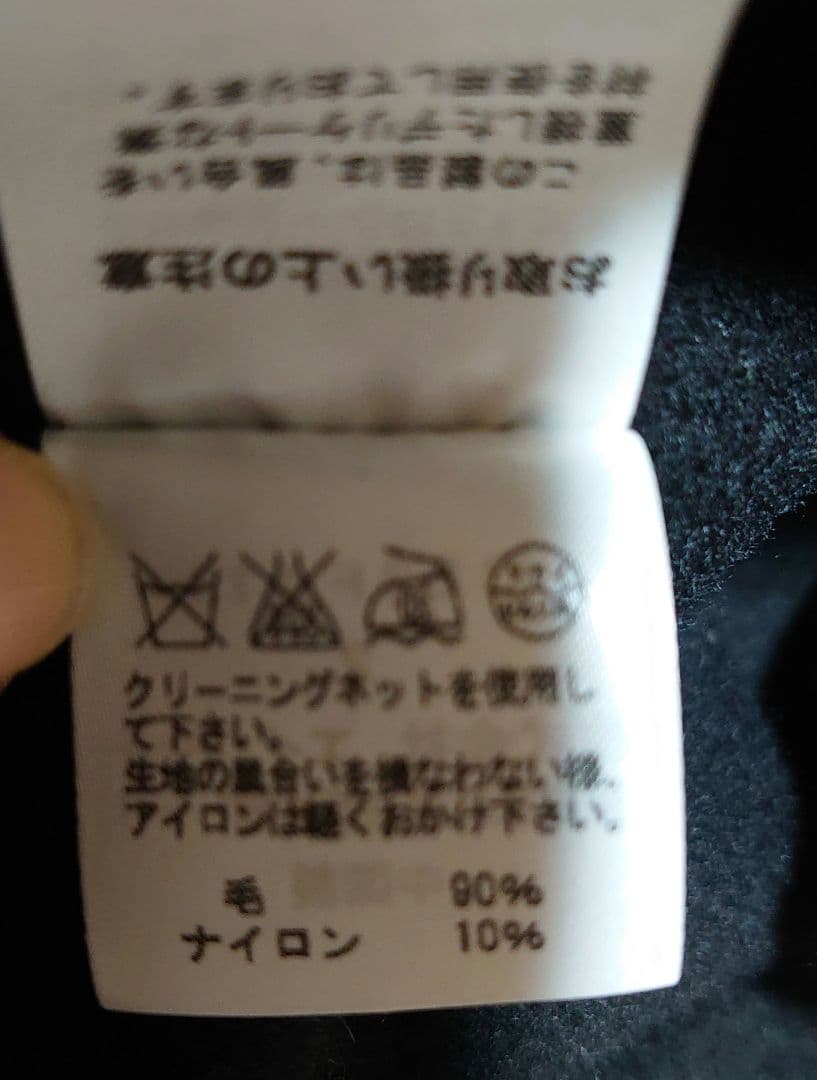 お取り扱い上の注意
この製品は、風合いを
重視したデリケートな素
材を使用しております。
クリーニングネットを使用し
て下さい。
生地の風合いを損なわない様、
アイロンは軽くおかけ下さい。
毛 90%
ナイロン 10%